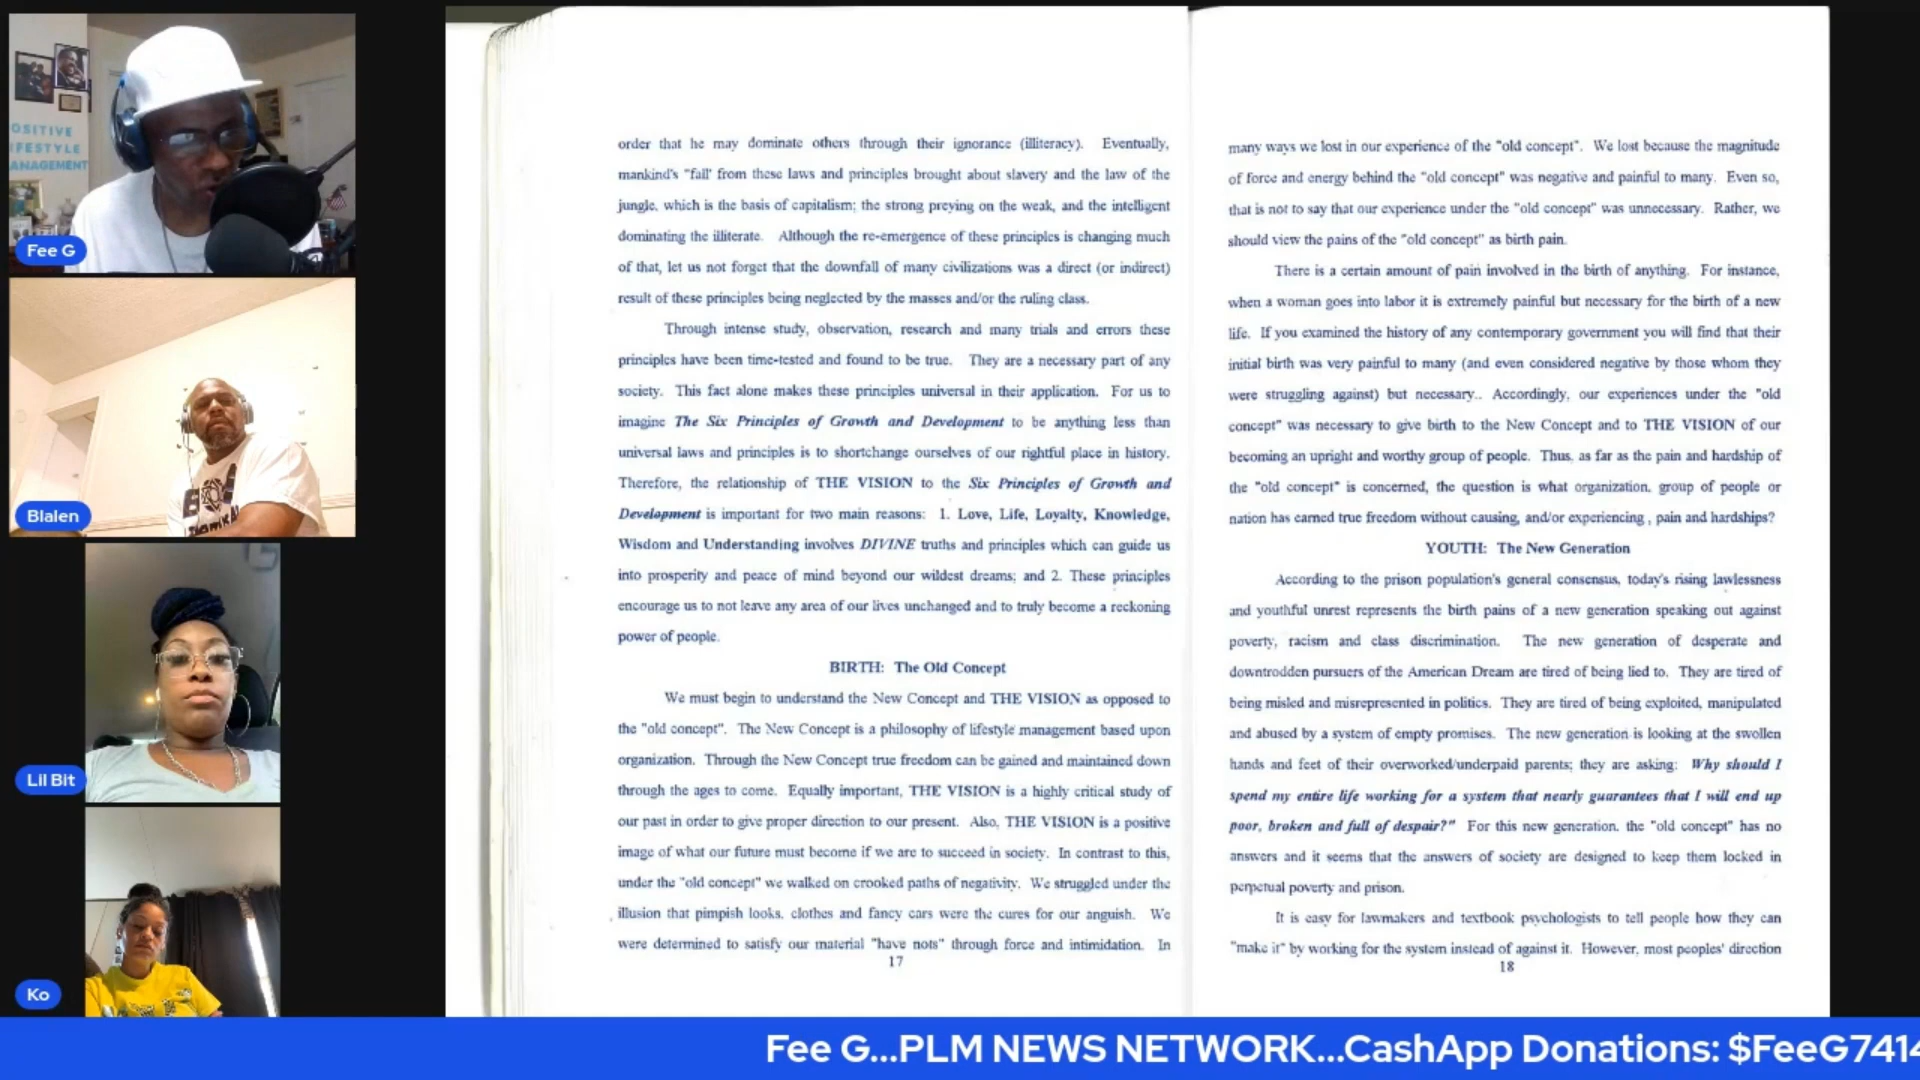 OSITIVE
IFESTYLE
ANAGEMENT
Fee G
Blalen
Lil Bit
Ko
order that he may dominate others through their ignorance (illiteracy). Eventually,
mankind's "fall' from these laws and principles brought about slavery and the law of the
jungle, which is the basis of capitalism; the strong preying on the weak, and the intelligent
dominating the illiterate. Although the re-emergence of these principles is changing much
of that, let us not forget that the downfall of many civilizations was a direct (or indirect)
result of these principles being neglected by the masses and/or the ruling class.
Through intense study, observation, research and many trials and errors these
principles have been time-tested and found to be true. They are a necessary part of any
society. This fact alone makes these principles universal in their application. For us to
imagine The Six Principles of Growth and Development to be anything less than
universal laws and principles is to shortchange ourselves of our rightful place in history.
Therefore, the relationship of THE VISION to the Six Principles of Growth and
Development is important for two main reasons: 1. Love, Life, Loyalty, Knowledge,
Wisdom and Understanding involves DIVINE truths and principles which can guide us
into prosperity and peace of mind beyond our wildest dreams; and 2. These principles
encourage us to not leave any area of our lives unchanged and to truly become a reckoning
power of people.
BIRTH: The Old Concept
We must begin to understand the New Concept and THE VISION as opposed to
the "old concept". The New Concept is a philosophy of lifestyle management based upon
organization. Through the New Concept true freedom can be gained and maintained down
through the ages to come. Equally important, THE VISION is a highly critical study of
our past in order to give proper direction to our present. Also, THE VISION is a positive
image of what our future must become if we are to succeed in society. In contrast to this,
under the "old concept" we walked on crooked paths of negativity. We struggled under the
illusion that pimpish looks, clothes and fancy cars were the cures for our anguish. We
were determined to satisfy our material "have nots" through force and intimidation. In
17
many ways we lost in our experience of the "old concept". We lost because the magnitude
of force and energy behind the "old concept" was negative and painful to many. Even so,
that is not to say that our experience under the "old concept" was unnecessary. Rather, we
should view the pains of the "old concept" as birth pain.
There is a certain amount of pain involved in the birth of anything. For instance,
when a woman goes into labor it is extremely painful but necessary for the birth of a new
life. If you examined the history of any contemporary government you will find that their
initial birth was very painful to many (and even considered negative by those whom they
were struggling against) but necessary.. Accordingly, our experiences under the "old
concept" was necessary to give birth to the New Concept and to THE VISION of our
becoming an upright and worthy group of people. Thus, as far as the pain and hardship of
the "old concept" is concerned, the question is what organization, group of people or
nation has earned true freedom without causing, and/or experiencing , pain and hardships?
YOUTH: The New Generation
According to the prison population's general consensus, today's rising lawlessness
and youthful unrest represents the birth pains of a new generation speaking out against
poverty, racism and class discrimination. The new generation of desperate and
downtrodden pursuers of the American Dream are tired of being lied to. They are tired of
being misled and misrepresented in politics. They are tired of being exploited, manipulated
and abused by a system of empty promises. The new generation is looking at the swollen
hands and feet of their overworked/underpaid parents; they are asking: Why should I
spend my entire life working for a system that nearly guarantees that I will end up
poor, broken and full of despair?" For this new generation, the "old concept" has no
answers and it seems that the answers of society are designed to keep them locked in
perpetual poverty and prison.
It is easy for lawmakers and textbook psychologists to tell people how they can
"make it" by working for the system instead of against it. However, most peoples' direction
18
Fee G...PLM NEWS NETWORK...CashApp Donations: $FeeG7414